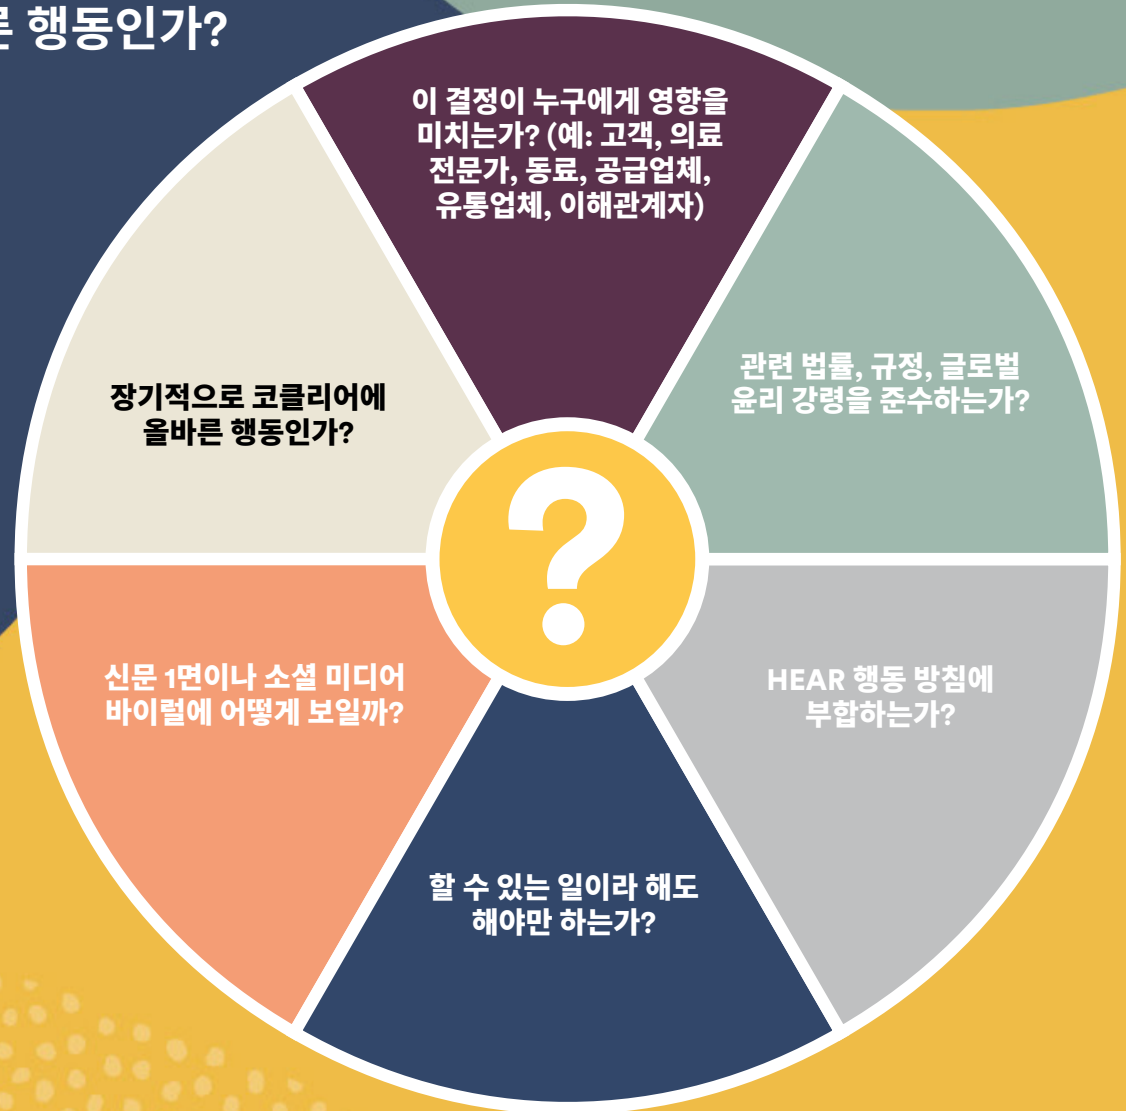 행동인가?
이 결정이 누구에게 영향을
미치는가? (예: 고객, 의료
전문가, 동료, 공급업체,
유통업체, 이해관계자)
관련 법률, 규정, 글로벌
윤리 강령을 준수하는가?
HEAR 행동 방침에
부합하는가?
할 수 있는 일이라 해도
해야만 하는가?
신문 1면이나 소셜 미디어
바이럴에 어떻게 보일까?
장기적으로 코클리어에
올바른 행동인가?
?